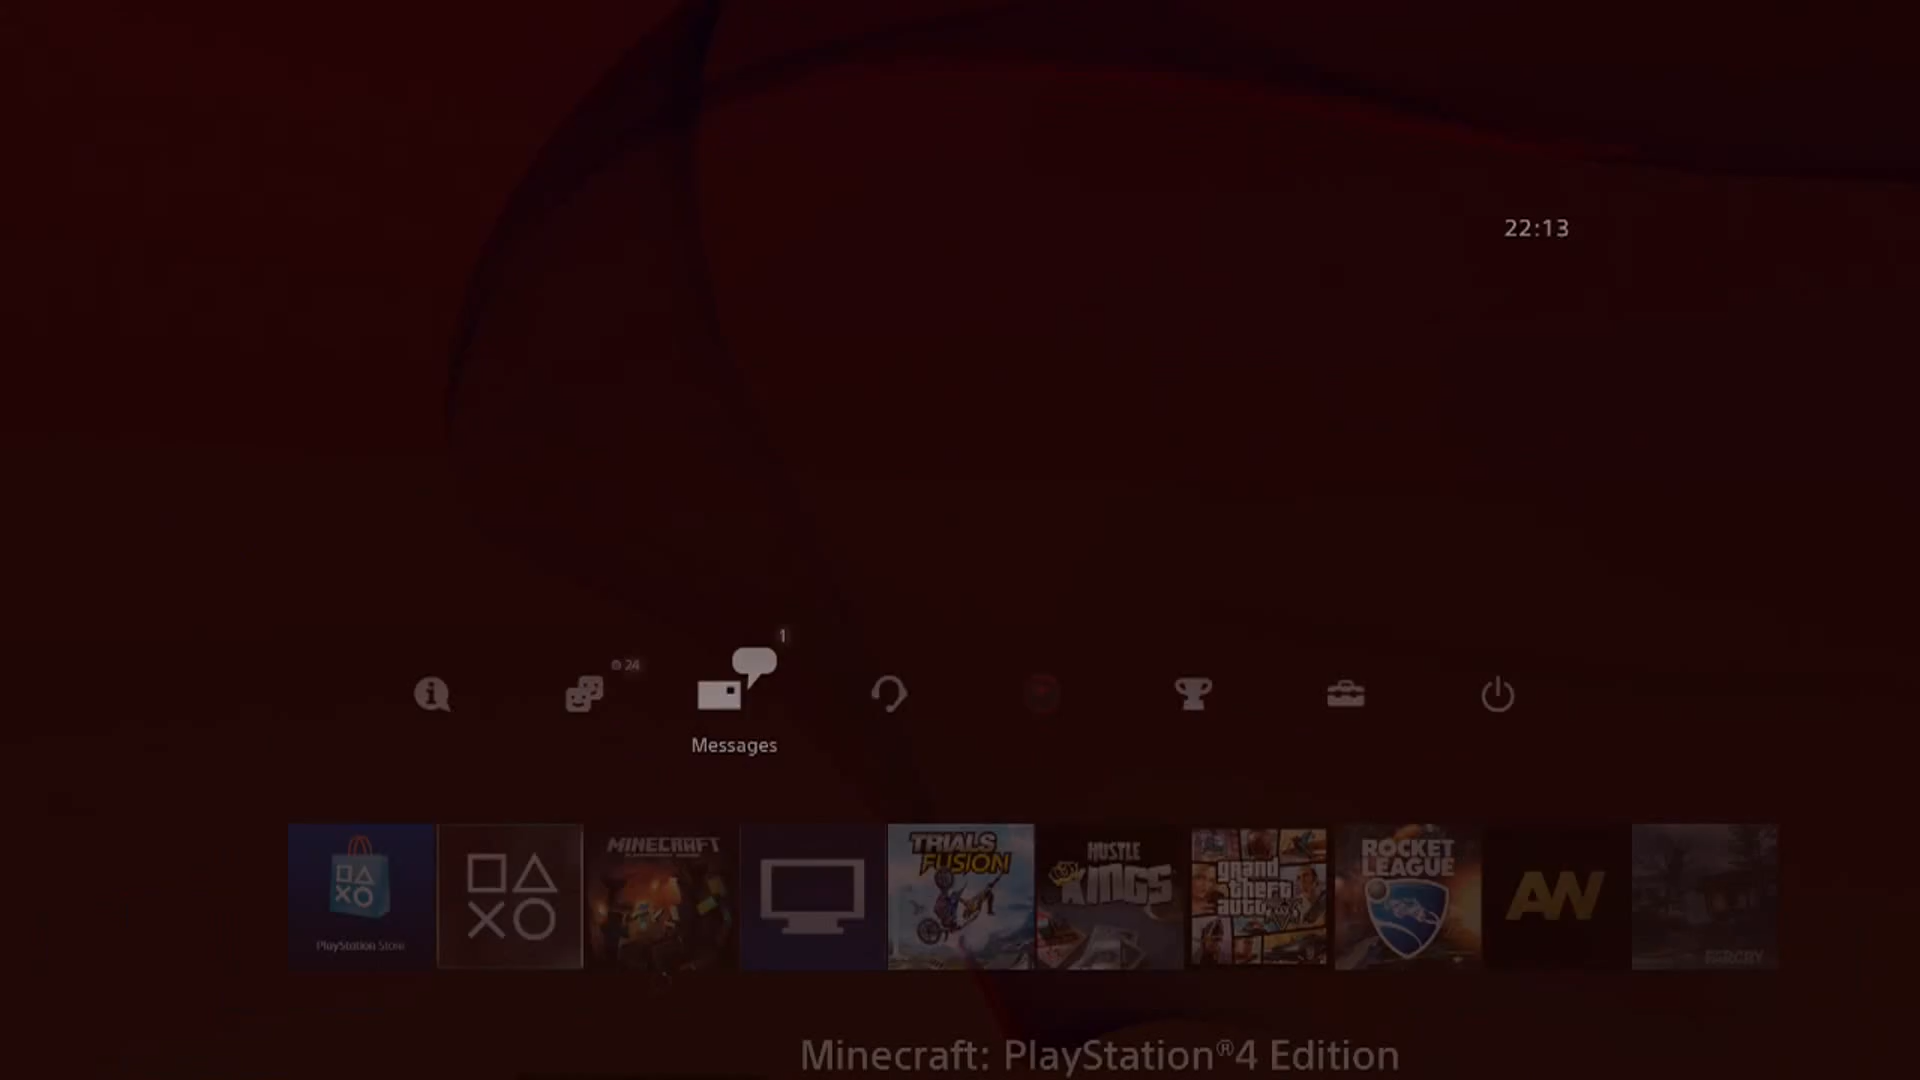 22:13
24
1
Messages
PlayStation Store
MINECRAFT
TRIALS
FUSION
HUSTLE
KINGS
grand
theft
auto
ROCKET
LEAGUE
AW
FARCRY
Minecraft: PlayStation®4 Edition